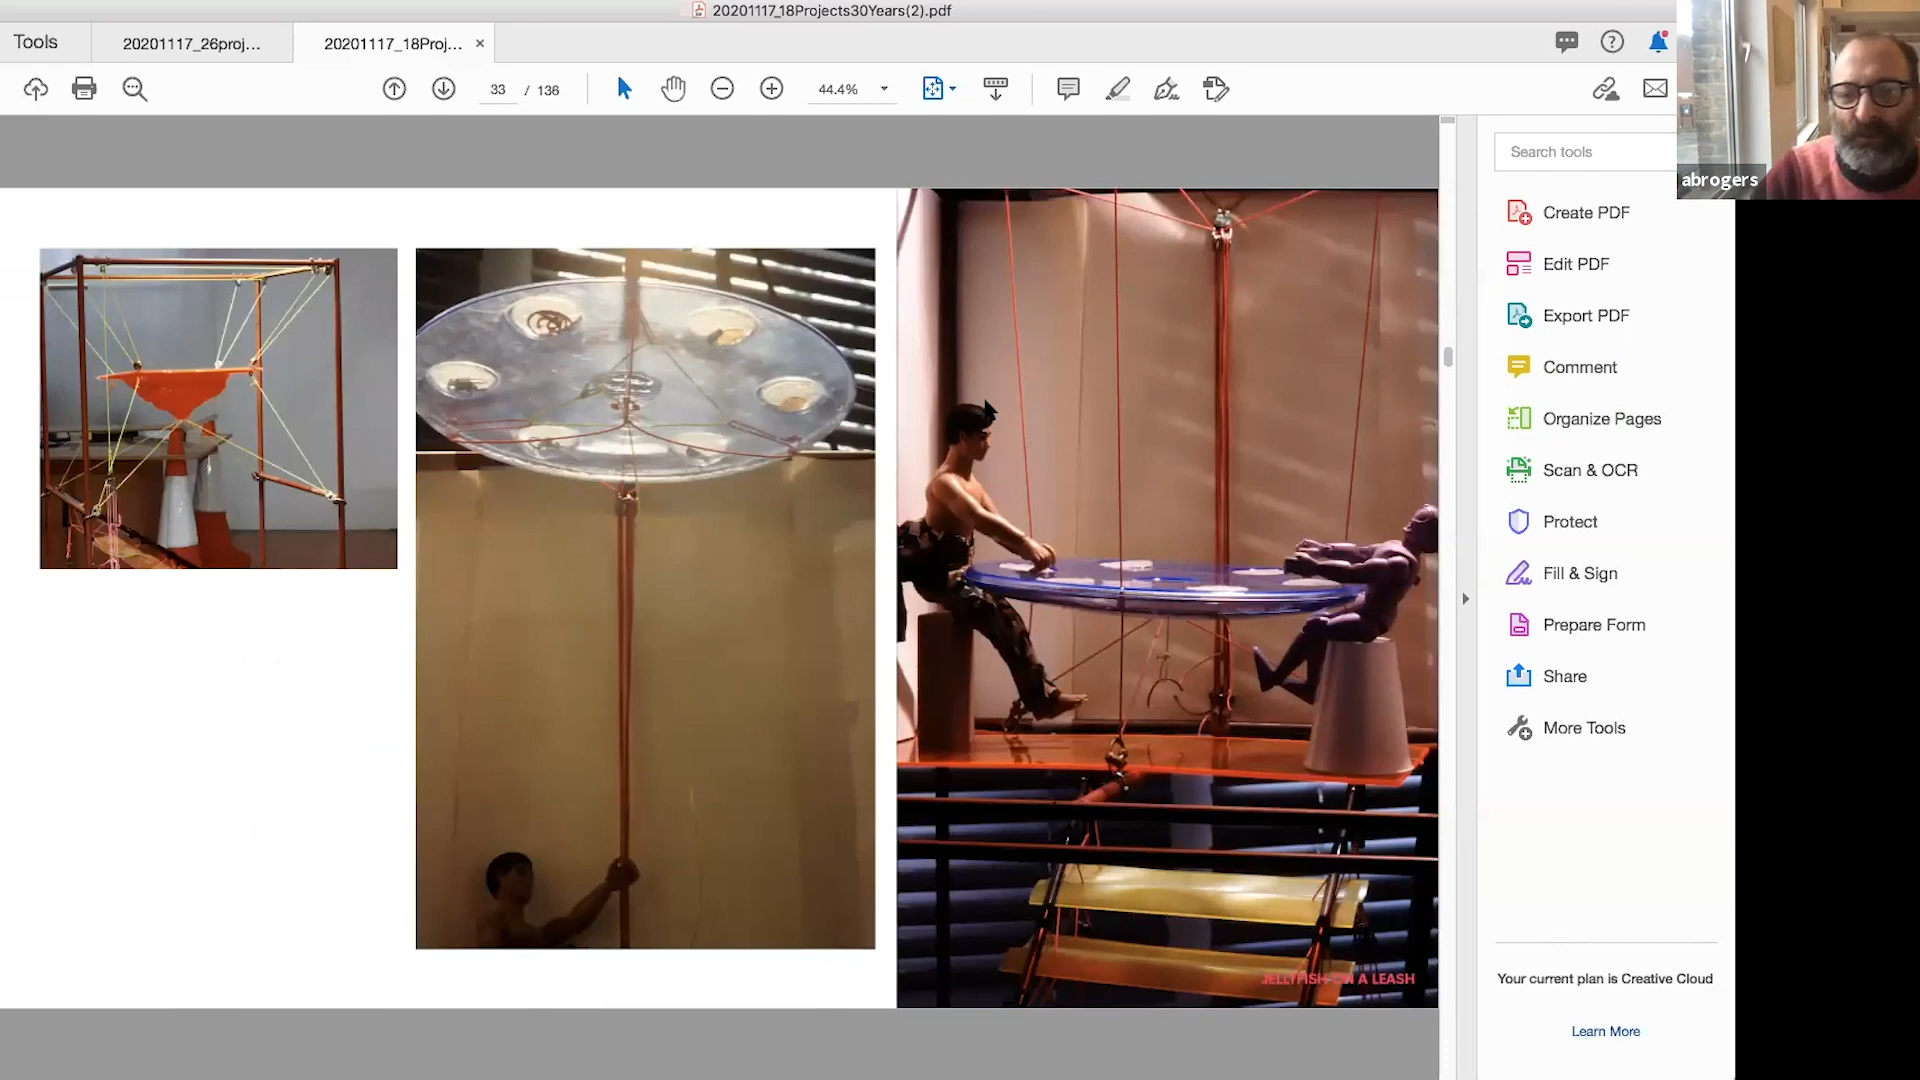 20201117_18Projects30Years(2).pdf
Tools
20201117_26proj...
20201117_18Proj...
33 / 136
44.4%
Search tools
abrogers
Create PDF
Edit PDF
Export PDF
Comment
Organize Pages
Scan & OCR
Protect
Fill & Sign
Prepare Form
Share
More Tools
JELLYFISH ON A LEASH
Your current plan is Creative Cloud
Learn More